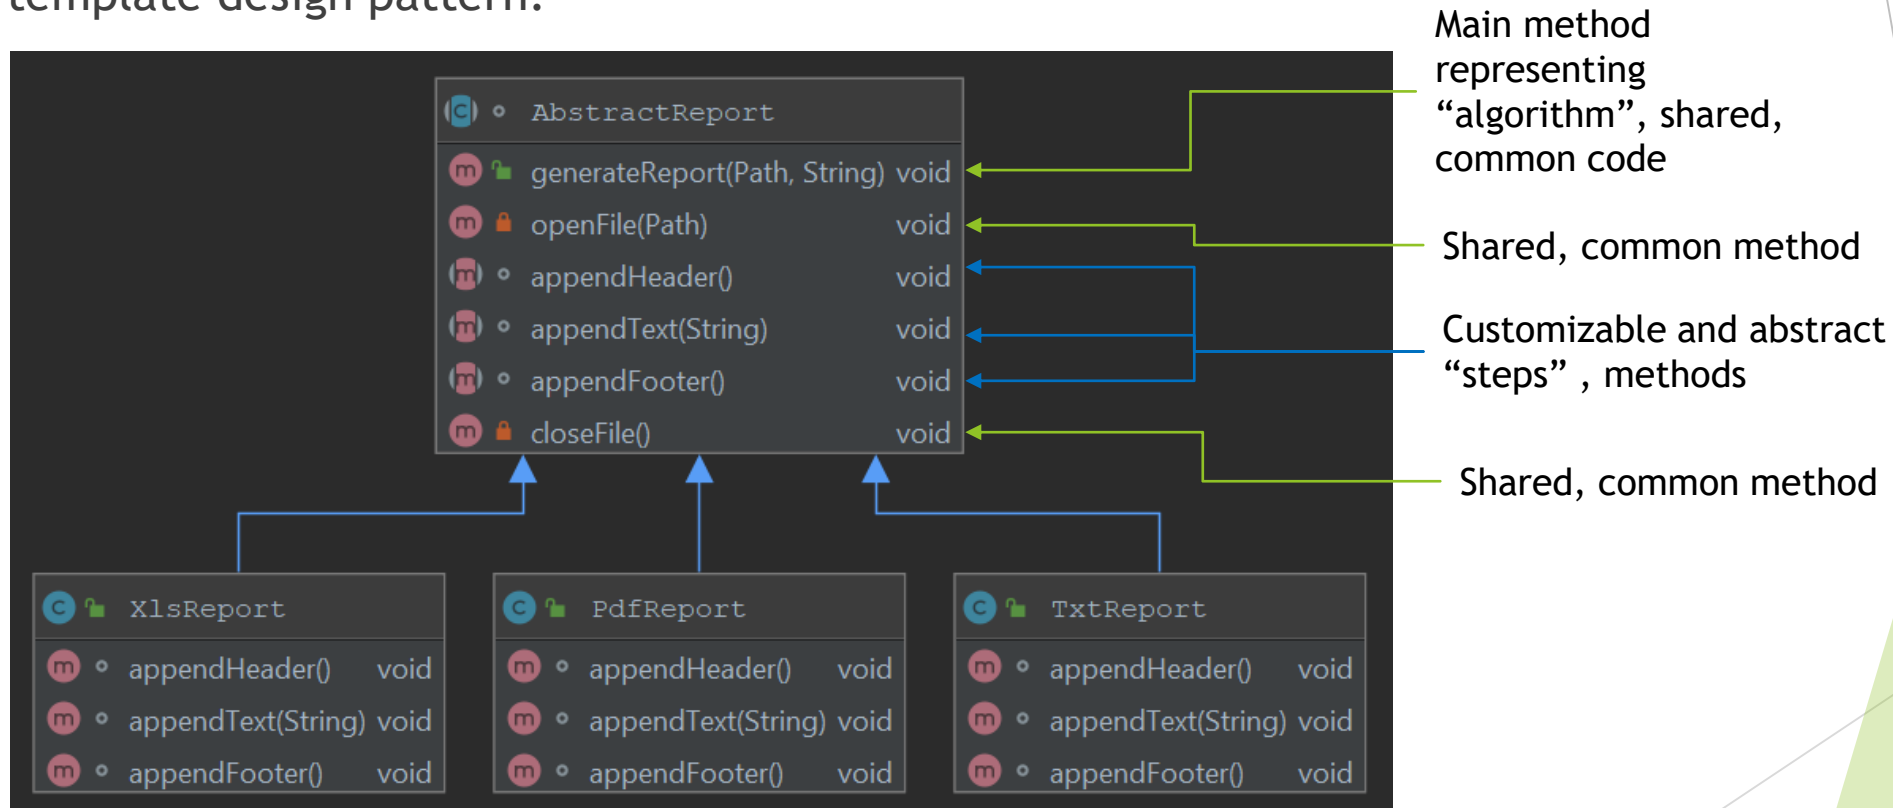 template design pattern.
Main method
representing
“algorithm”, shared,
common code
AbstractReport
generateReport(Path, String) void
openFile(Path) void
appendHeader() void
appendText(String) void
appendFooter() void
closeFile() void
Shared, common method
Customizable and abstract
“steps” , methods
Shared, common method
XlsReport
appendHeader() void
appendText(String) void
appendFooter() void
PdfReport
appendHeader() void
appendText(String) void
appendFooter() void
TxtReport
appendHeader() void
appendText(String) void
appendFooter() void